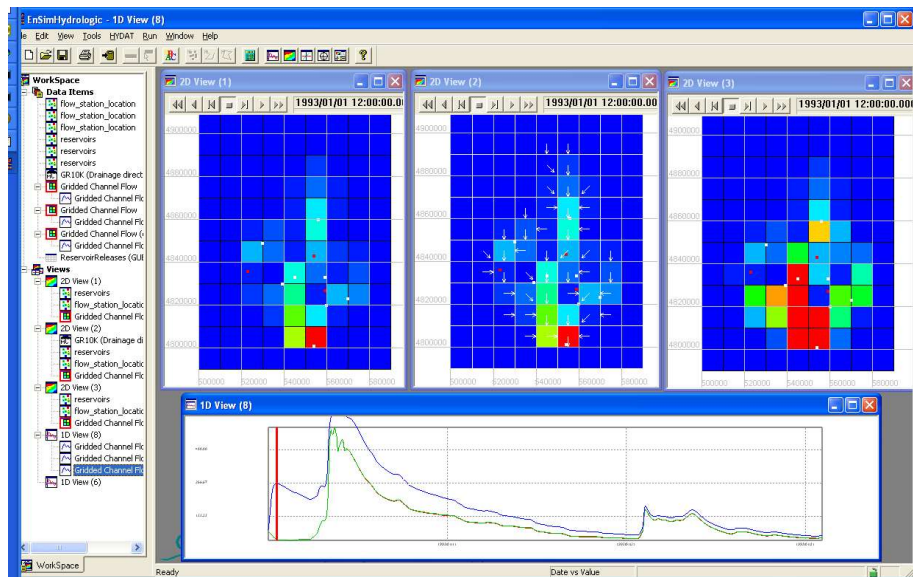 EnSimHydrologic - 1D View (8)
le Edit View Tools HYDAT Run Window Help
WorkSpace
Data Items
flow_station_location
flow_station_location
flow_station_location
reservoirs
reservoirs
reservoirs
GR10K (Drainage direct
Gridded Channel Flow
Gridded Channel Flo
Gridded Channel Flow
Gridded Channel Flo
Gridded Channel Flow (
Gridded Channel Flo
ReservoirReleases (GUI
Views
2D View (1)
reservoirs
flow_station_locatic
Gridded Channel Flo
2D View (2)
GR10K (Drainage di
reservoirs
flow_station_locatic
Gridded Channel Flo
2D View (3)
reservoirs
flow_station_locatic
Gridded Channel Flo
1D View (8)
Gridded Channel Flo
Gridded Channel Flo
Gridded Channel Flo
1D View (6)
WorkSpace
2D View (1)
1993/01/01 12:00:00.00
4900000
4880000
4860000
4840000
4820000
4800000
500000 520000 540000 560000 580000
2D View (2)
1993/01/01 12:00:00.00
4900000
4880000
4860000
4840000
4820000
4800000
500000 520000 540000 560000 580000
2D View (3)
1993/01/01 12:00:00.0
4900000
4880000
4860000
4840000
4820000
4800000
500000 520000 540000 560000 580000
1D View (8)
Ready
Date vs Value